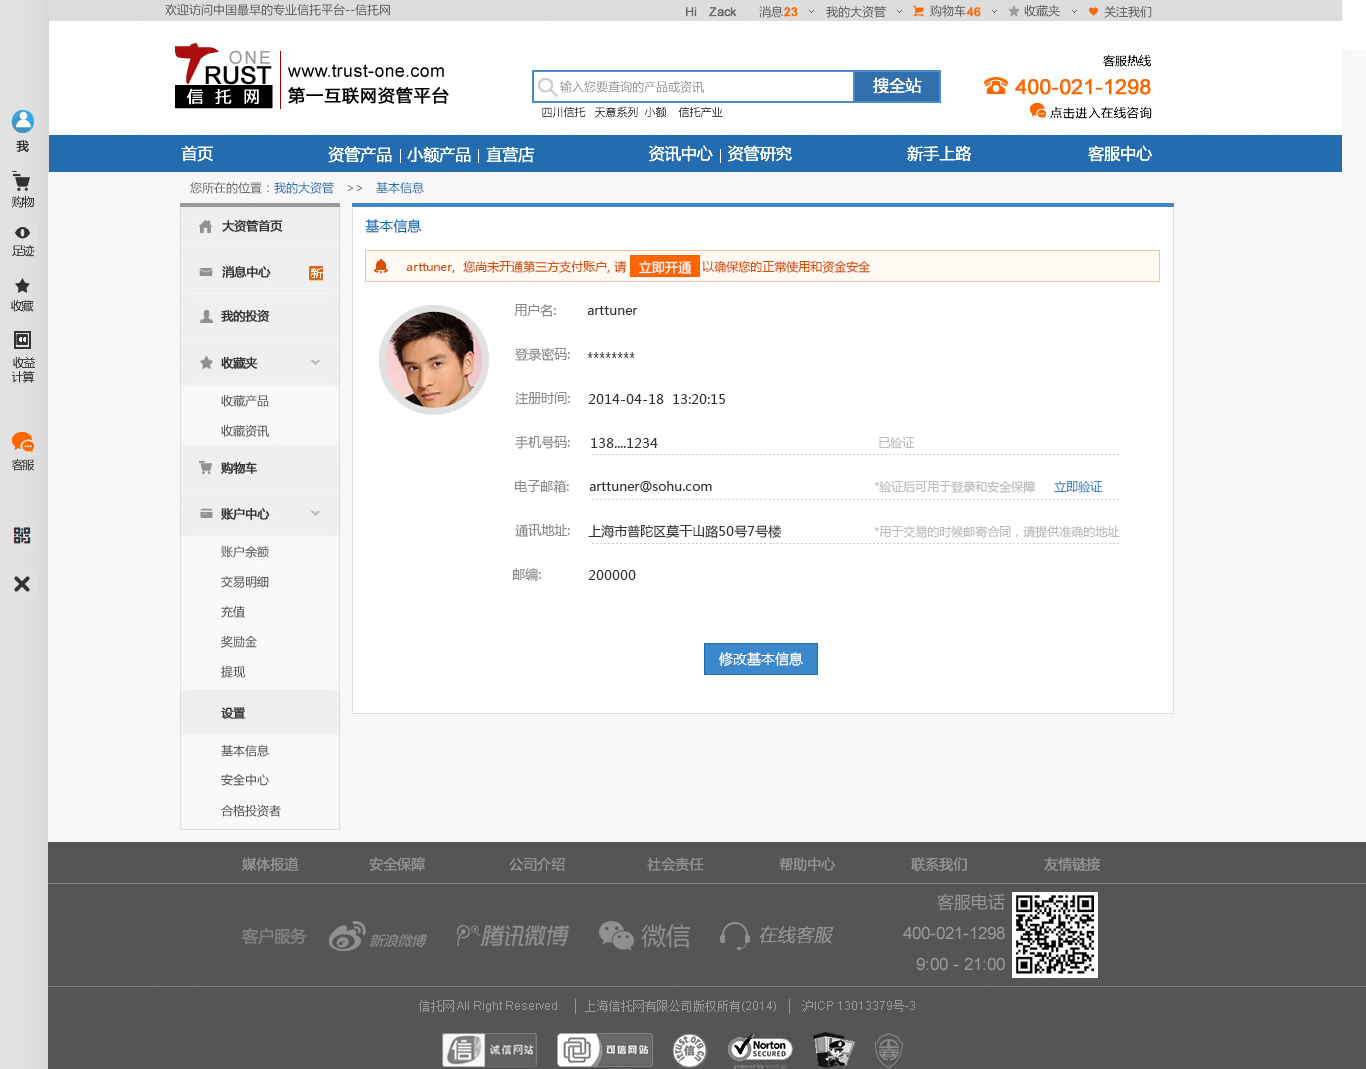 欢迎访问中国最早的专业信托平台--信托网
Hi Zack 消息23 我的大资管 购物车46 收藏夹 关注我们
ONE
TRUST
信托网
www.trust-one.com
第一互联网资管平台
输入您要查询的产品或资讯 搜全站
四川信托 天意系列 小额 信托产业
客服热线
400-021-1298
点击进入在线咨询
首页 资管产品 | 小额产品 | 直营店 资讯中心 | 资管研究 新手上路 客服中心
我
购物
足迹
收藏
收益
计算
客服
您所在的位置：我的大资管 >> 基本信息
大资管首页
消息中心 新
我的投资
收藏夹
收藏产品
收藏资讯
购物车
账户中心
账户余额
交易明细
充值
奖励金
提现
设置
基本信息
安全中心
合格投资者
基本信息
arttuner, 您尚未开通第三方支付账户, 请 立即开通 以确保您的正常使用和资金安全
用户名: arttuner
登录密码: ********
注册时间: 2014-04-18 13:20:15
手机号码: 138....1234 已验证
电子邮箱: arttuner@sohu.com *验证后可用于登录和安全保障 立即验证
通讯地址: 上海市普陀区莫干山路50号7号楼 *用于交易的时候邮寄合同，请提供准确的地址
邮编: 200000
修改基本信息
媒体报道 安全保障 公司介绍 社会责任 帮助中心 联系我们 友情链接
客户服务 新浪微博 腾讯微博 微信 在线客服
客服电话
400-021-1298
9:00 - 21:00
信托网 All Right Reserved | 上海信托网有限公司版权所有(2014) | 沪ICP 13013379号-3
信 诚信网站 可信网站 信 Norton
SECURED